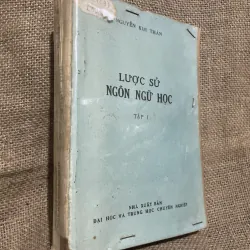 NGUYỄN KIM THẢN
LƯỢC SỬ
NGÔN NGỮ HỌC
TẬP I
NHÀ XUẤT BẢN
ĐẠI HỌC VÀ TRUNG HỌC CHUYÊN NGHIỆP